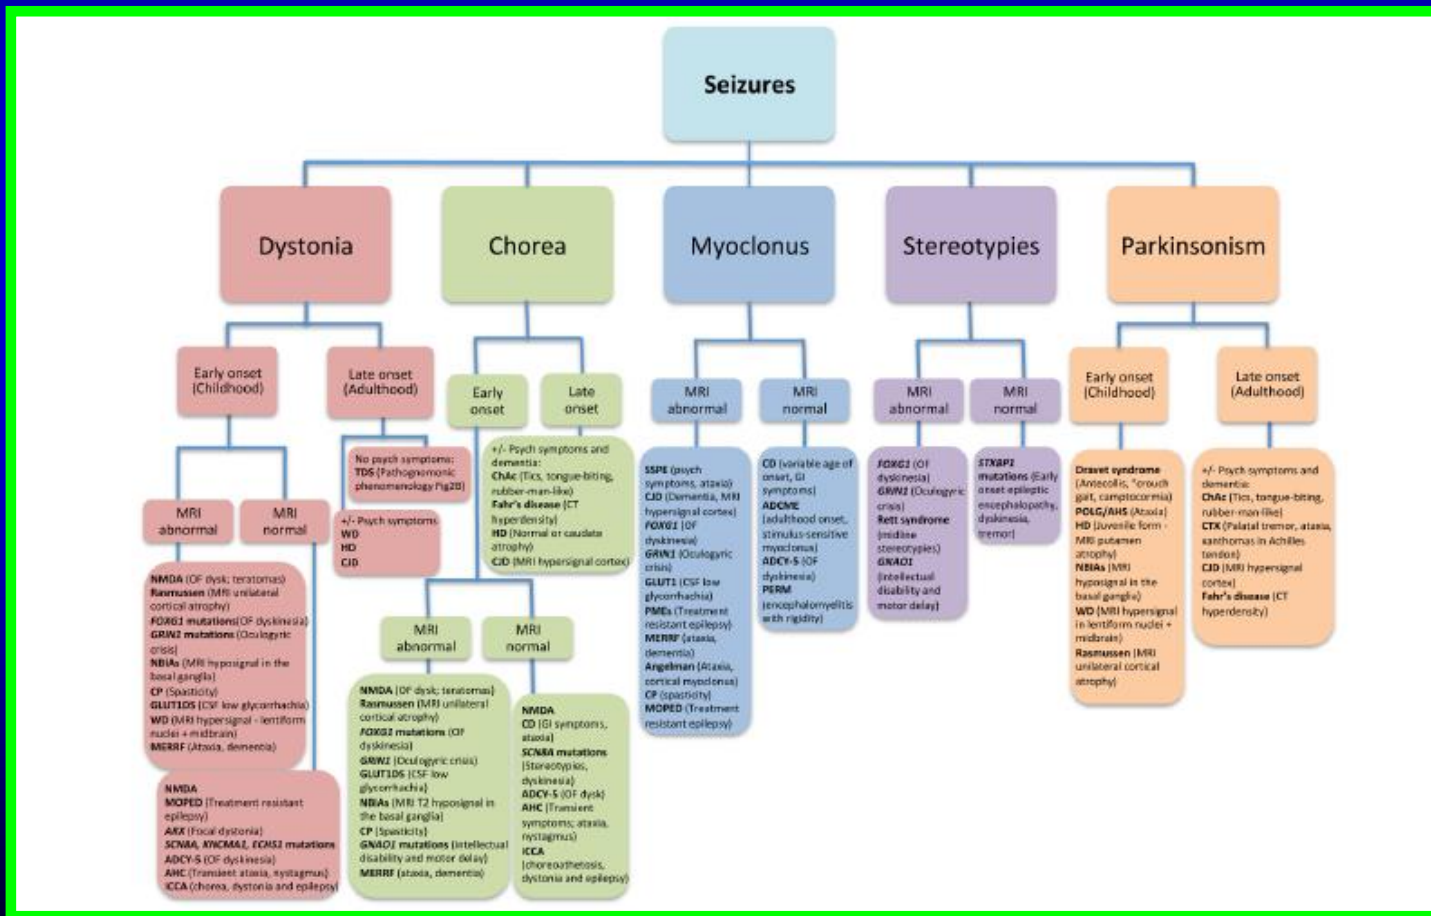 Seizures
Dystonia
Chorea
Myoclonus
Stereotypies
Parkinsonism
Early onset
(Childhood)
Late onset
(Adulthood)
MRI
abnormal
MRI
normal
No psych symptoms:
TDS (Pathognomonic
phenomenology Fig2B)
+/- Psych symptoms
WD
HD
CJD
NMDA (OF dysk; teratomas)
Rasmussen (MRI unilateral
cortical atrophy)
FOXG1 mutations(OF dyskinesia)
GRIN1 mutations (Oculogyric
crisis)
NBIAs (MRI hyposignal in the
basal ganglia)
CP (Spasticity)
GLUT1DS (CSF low glycorrhachia)
WD (MRI hypersignal - lentiform
nuclei + midbrain)
MERRF (Ataxia, dementia)
NMDA
MOPED (Treatment resistant
epilepsy)
ARX (Focal dystonia)
SCN8A, KNCMA1, ECHS1 mutations
ADCY-5 (OF dyskinesia)
AHC (Transient ataxia, nystagmus)
iCCA (chorea, dystonia and epilepsy)
Early
onset
Late
onset
+/- Psych symptoms and
dementia:
ChAc (Tics, tongue-biting,
rubber-man-like)
Fahr's disease (CT
hyperdensity)
HD (Normal or caudate
atrophy)
CJD (MRI hypersignal cortex)
MRI
abnormal
MRI
normal
NMDA (OF dysk; teratomas)
Rasmussen (MRI unilateral
cortical atrophy)
FOXG1 mutations (OF
dyskinesia)
GRIN1 (Oculogyric crisis)
GLUT1DS (CSF low
glycorrhachia)
NBIAs (MRI T2 hyposignal in
the basal ganglia)
CP (Spasticity)
GNAO1 mutations (intellectual
disability and motor delay)
MERRF (ataxia, dementia)
NMDA
CD (GI symptoms,
ataxia)
SCN8A mutations
(Stereotypies,
dyskinesia)
ADCY-5 (OF dysk)
AHC (Transient
symptoms; ataxia,
nystagmus)
iCCA
(choreoathetosis,
dystonia and epilepsy)
MRI
abnormal
MRI
normal
SSPE (psych
symptoms, ataxia)
CJD (Dementia, MRI
hypersignal cortex)
FOXG1 (OF
dyskinesia)
GRIN1 (Oculogyric
crisis)
GLUT1 (CSF low
glycorrhachia)
PMEs (Treatment
resistant epilepsy)
MERRF (ataxia,
dementia)
Angelman (Ataxia,
cortical myoclonus)
CP (spasticity)
MOPED (Treatment
resistant epilepsy)
CD (variable age of
onset, GI
symptoms)
ADCME
(adulthood onset,
stimulus-sensitive
myoclonus)
ADCY-5 (OF
dyskinesia)
PERM
(encephalomyelitis
with rigidity)
MRI
abnormal
MRI
normal
FOXG1 (OF
dyskinesia)
GRIN1 (Oculogyric
crisis)
Rett syndrome
(midline
stereotypies)
GNAO1
(intellectual
disability and
motor delay)
STXBP1
mutations (Early
onset epileptic
encephalopathy,
dyskinesia,
tremor)
Early onset
(Childhood)
Late onset
(Adulthood)
Dravet syndrome
(Antecollis, "crouch
gait, camptocormia)
POLG/AHS (Ataxia)
HD (Juvenile form -
MRI putamen
atrophy)
NBIAs (MRI
hyposignal in the
basal ganglia)
WD (MRI hypersignal
in lentiform nuclei +
midbrain)
Rasmussen (MRI
unilateral cortical
atrophy)
+/- Psych symptoms and
dementia:
ChAc (Tics, tongue-biting,
rubber-man-like)
CTX (Palatal tremor, ataxia,
xanthomas in Achilles
tendon)
CJD (MRI hypersignal
cortex)
Fahr's disease (CT
hyperdensity)